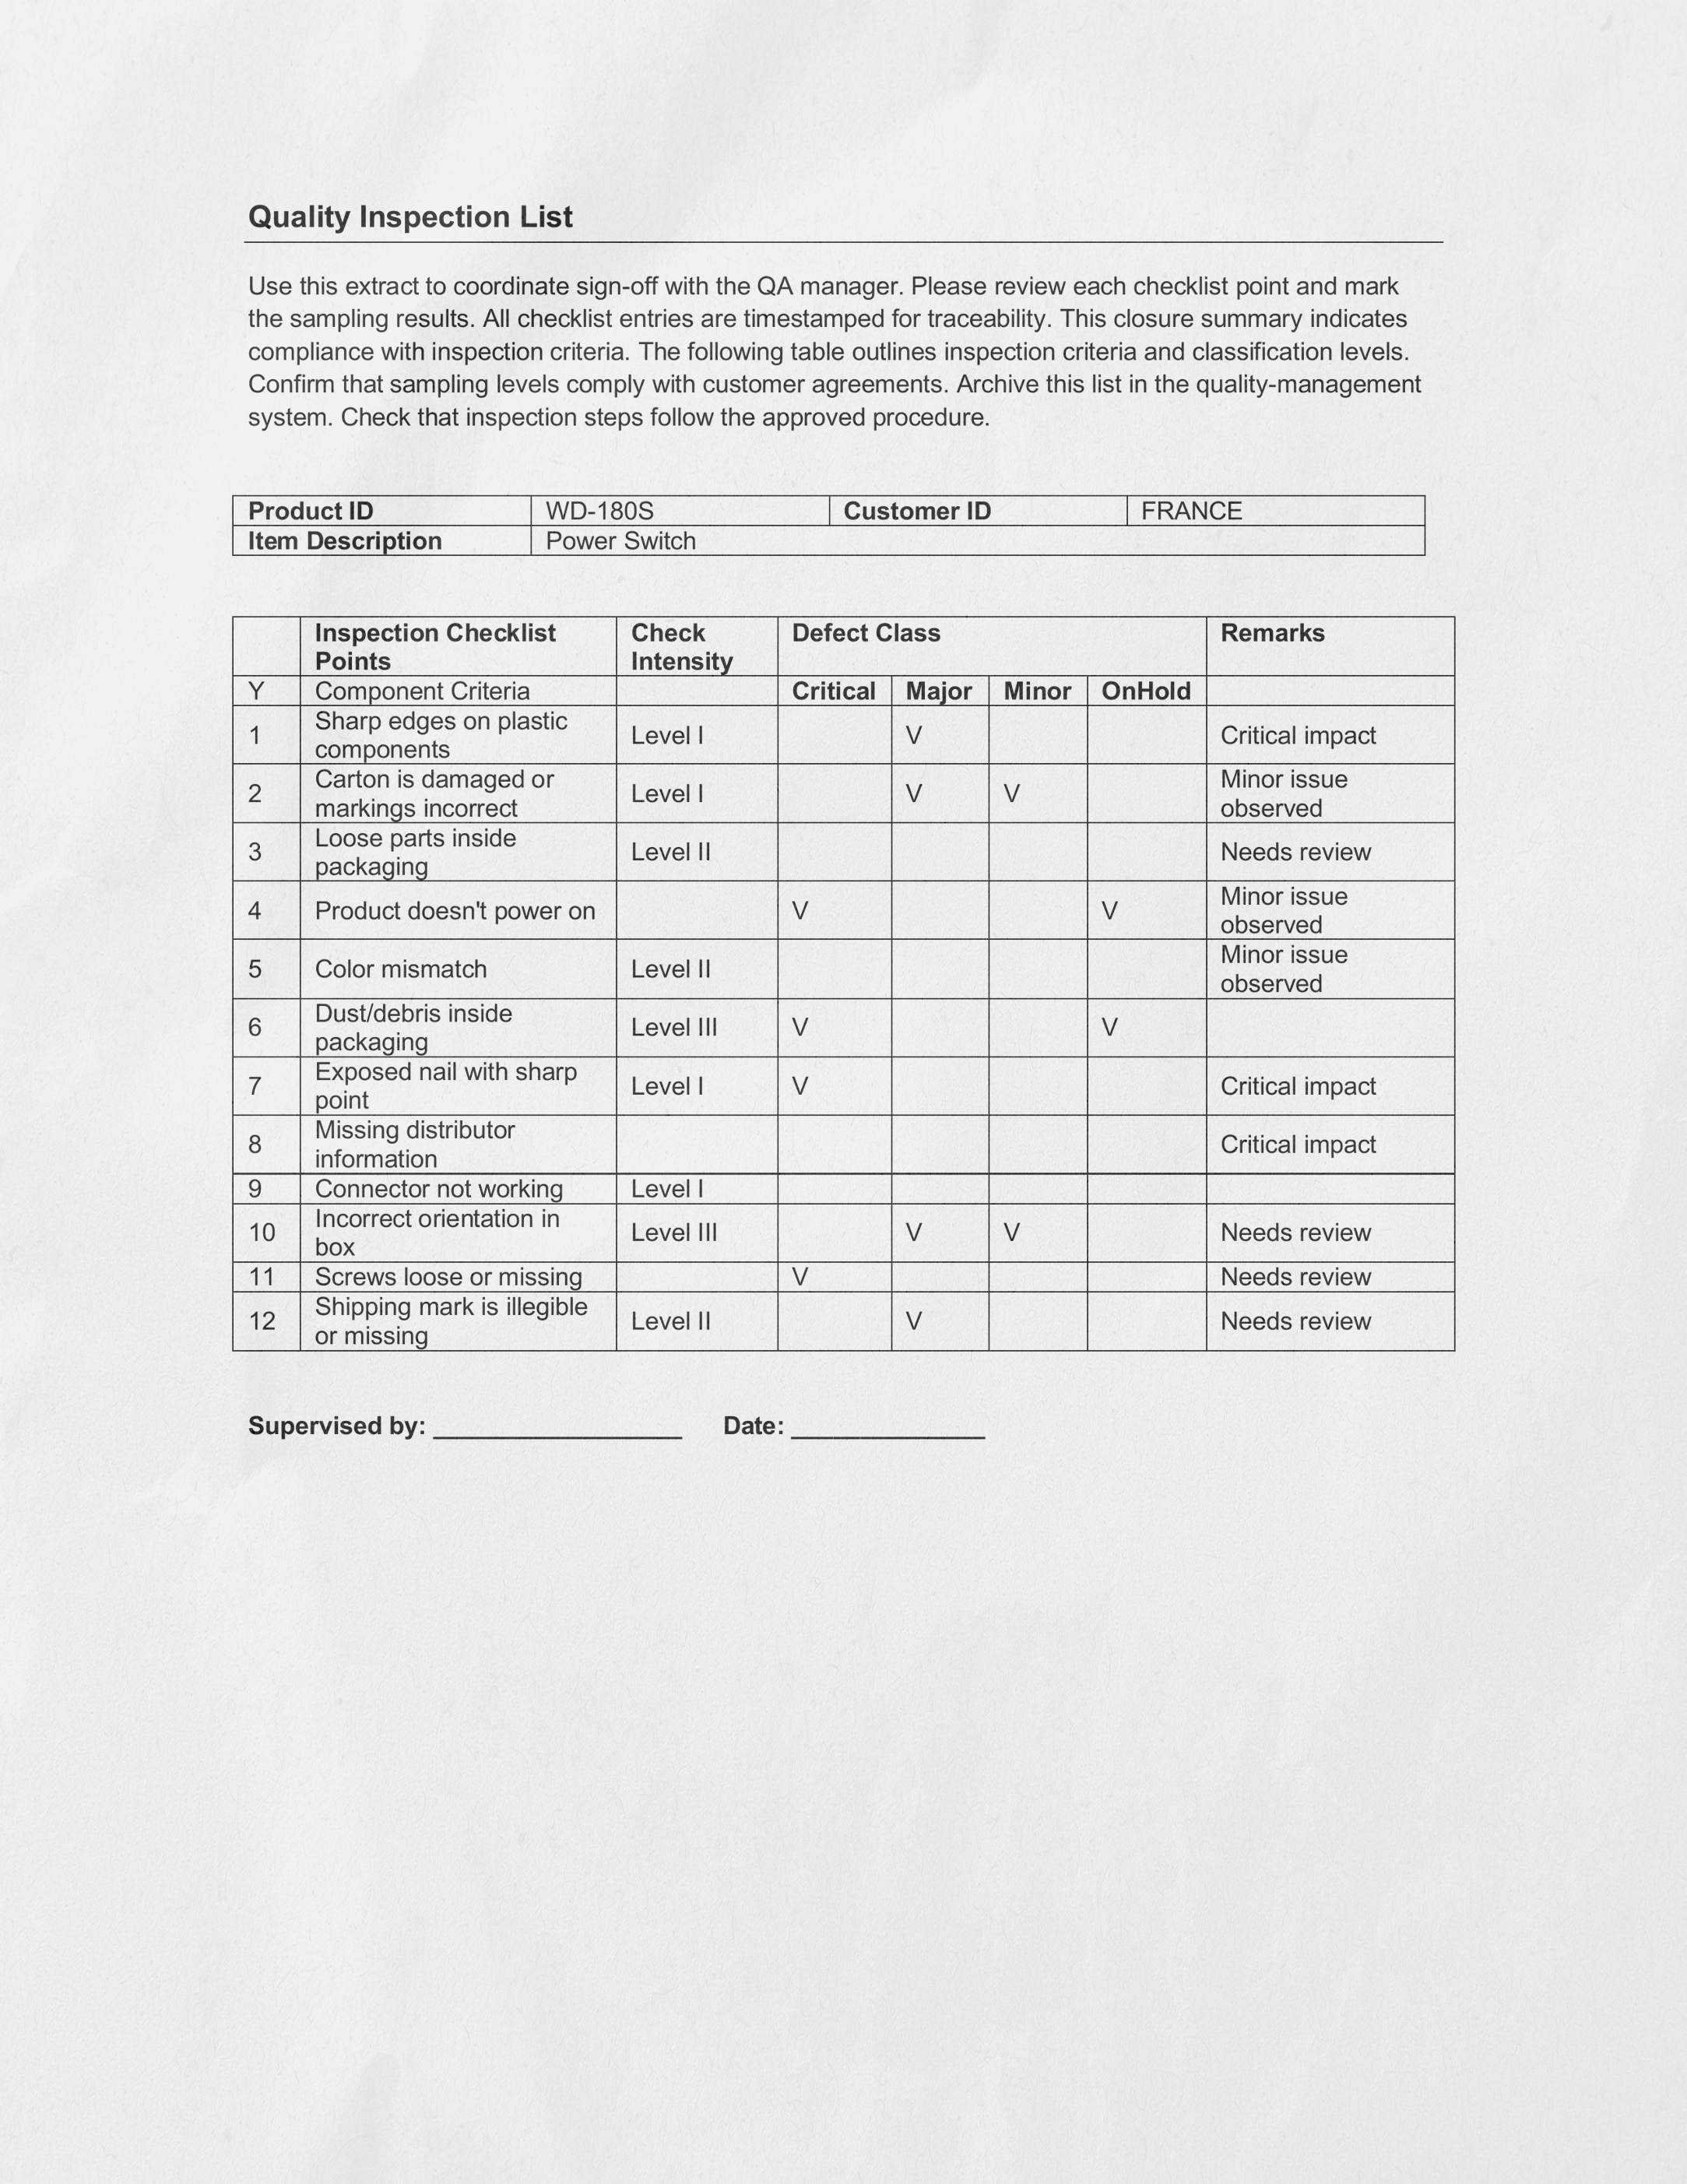 Quality Inspection List
Use this extract to coordinate sign-off with the QA manager. Please review each checklist point and mark
the sampling results. All checklist entries are timestamped for traceability. This closure summary indicates
compliance with inspection criteria. The following table outlines inspection criteria and classification levels.
Confirm that sampling levels comply with customer agreements. Archive this list in the quality-management
system. Check that inspection steps follow the approved procedure.
Product ID WD-180S Customer ID FRANCE
Item Description Power Switch
Inspection Checklist Points Check Intensity Defect Class Remarks
Y Component Criteria Critical Major Minor OnHold
1 Sharp edges on plastic components Level I V Critical impact
2 Carton is damaged or markings incorrect Level I V V Minor issue observed
3 Loose parts inside packaging Level II Needs review
4 Product doesn't power on V V Minor issue observed
5 Color mismatch Level II Minor issue observed
6 Dust/debris inside packaging Level III V V
7 Exposed nail with sharp point Level I V Critical impact
8 Missing distributor information Critical impact
9 Connector not working Level I
10 Incorrect orientation in box Level III V V Needs review
11 Screws loose or missing V Needs review
12 Shipping mark is illegible or missing Level II V Needs review
Supervised by: __________________ Date: ______________